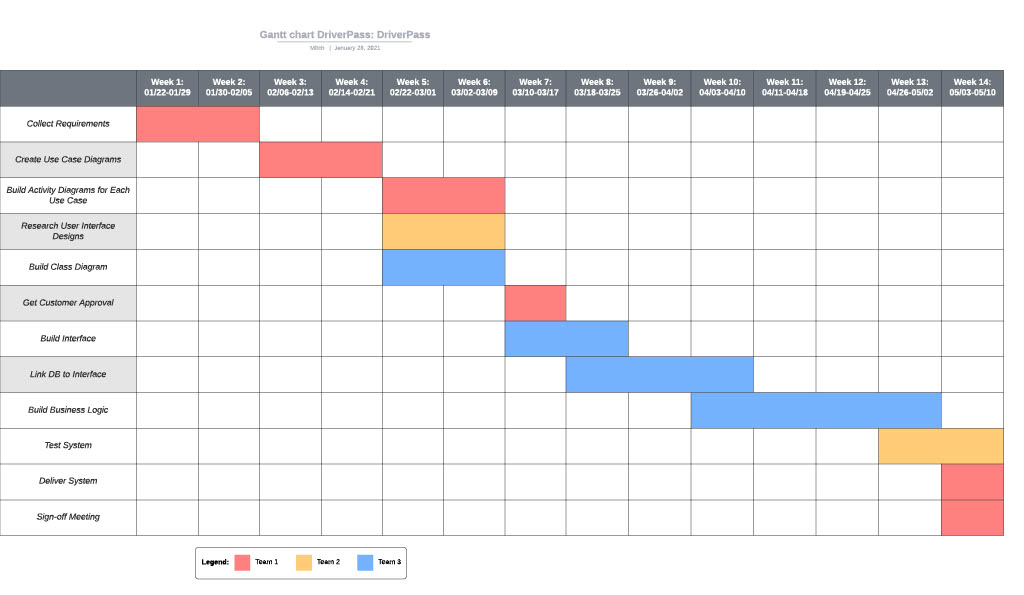 Gantt chart DriverPass: DriverPass
Mitch | Jenuary 28, 2021
Week 1: Week 2: Week 3: Week 4: Week 5: Week 6: Week 7: Week 8: Week 9: Week 10: Week 11: Week 12: Week 13: Week 14:
01/22-01/29 01/30-02/05 02/06-02/13 02/14-02/21 02/22-03/01 03/02-03/09 03/10-03/17 03/18-03/25 03/26-04/02 04/03-04/10 04/11-04/18 04/19-04/25 04/26-05/02 05/03-05/10
Collect Requirements
Create Use Case Diagrams
Build Activity Diagrams for Each
Use Case
Research User Interface
Designs
Build Class Diagram
Get Customer Approval
Build Interface
Link DB to Interface
Build Business Logic
Test System
Deliver System
Sign-off Meeting
Legend: Team 1 Team 2 Team 3